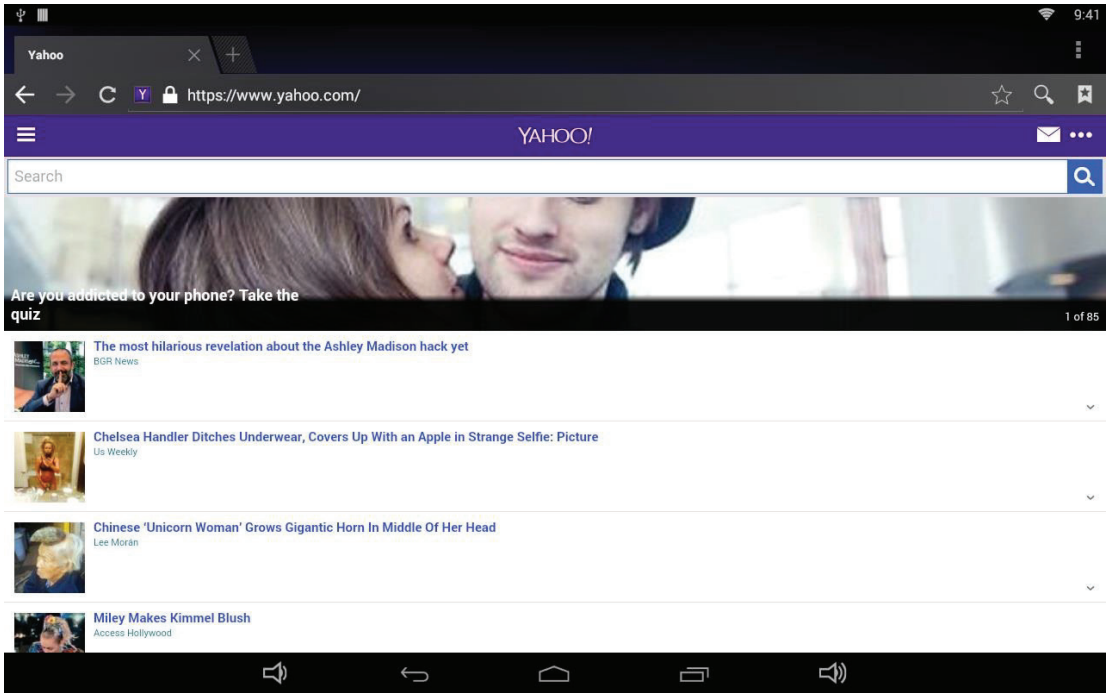 9:41
Yahoo
https://www.yahoo.com/
YAHOO!
Search
Are you addicted to your phone? Take the
quiz
1 of 85
The most hilarious revelation about the Ashley Madison hack yet
BGR News
Chelsea Handler Ditches Underwear, Covers Up With an Apple in Strange Selfie: Picture
Us Weekly
Chinese ‘Unicorn Woman’ Grows Gigantic Horn In Middle Of Her Head
Lee Moran
Miley Makes Kimmel Blush
Access Hollywood